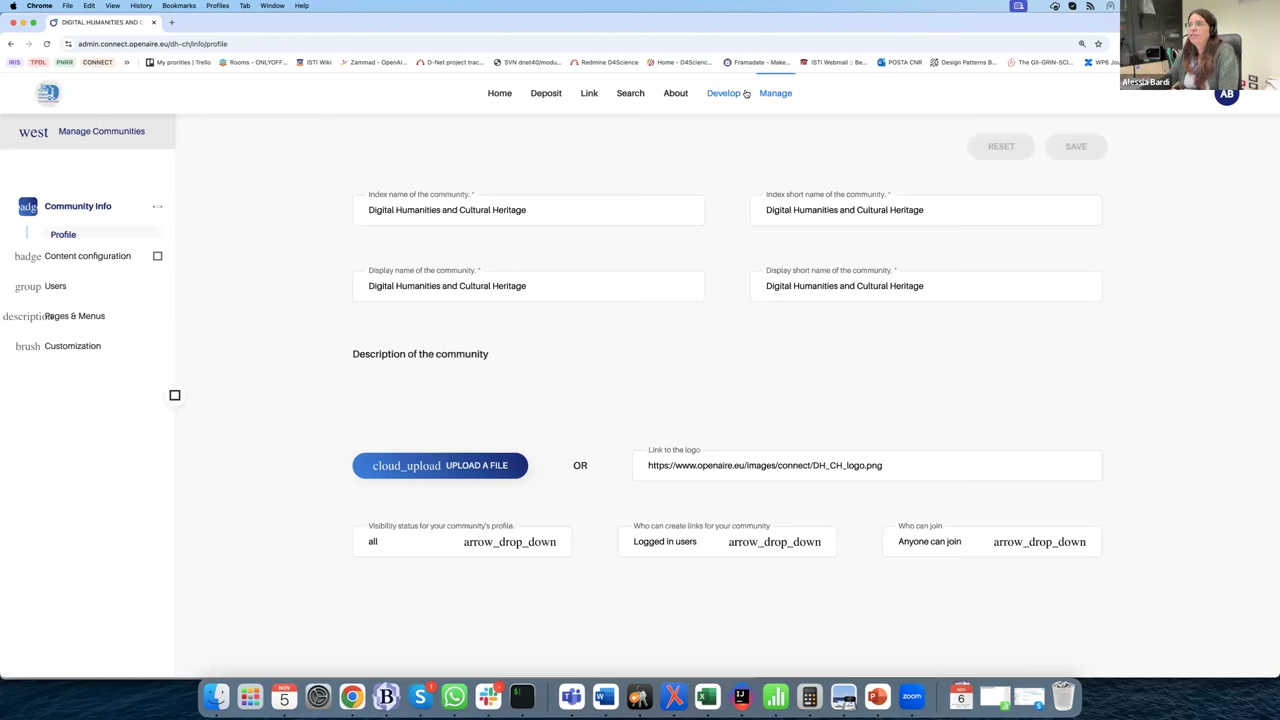 Chrome File Edit View History Bookmarks Profiles Tab Window Help
DIGITAL HUMANITIES AND C
admin.connect.openaire.eu/dh-ch/info/profile
IRIS TPDL PNRR CONNECT My prorities | Trello Rooms - ONLYOFF... ISTI Wiki Zammad - OpenAI... D-Net project trac... SVN dnet40/modu... Redmine D4Science Home - D4Scienc... Framadate - Make... ISTI Webmail :: Be... POSTA CNR Design Patterns B... The GII-GRIN-SCI... WP6 J
Alessia Bardi
Home Deposit Link Search About Develop Manage
AB
west Manage Communities
RESET SAVE
Community Info
Profile
badge Content configuration
group Users
Pages & Menus
brush Customization
Index name of the community. *
Digital Humanities and Cultural Heritage
Index short name of the community. *
Digital Humanities and Cultural Heritage
Display name of the community. *
Digital Humanities and Cultural Heritage
Display short name of the community. *
Digital Humanities and Cultural Heritage
Description of the community
cloud_upload UPLOAD A FILE
OR
Link to the logo
https://www.openaire.eu/images/connect/DH_CH_logo.png
Visibility status for your community's profile.
all arrow_drop_down
Who can create links for your community
Logged in users arrow_drop_down
Who can join
Anyone can join arrow_drop_down
NOV
5
NOV
6
zoom